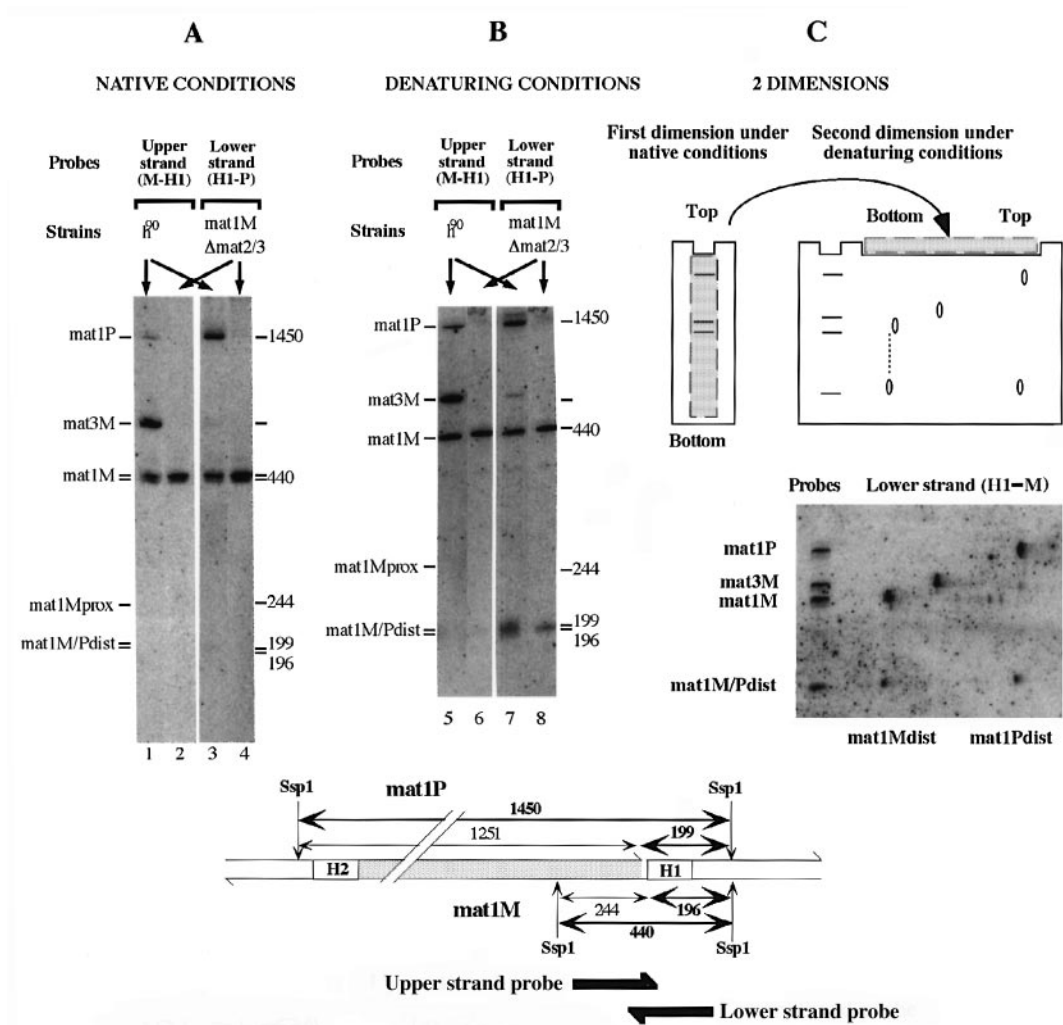 A
B
C
NATIVE CONDITIONS
DENATURING CONDITIONS
2 DIMENSIONS
Probes
Upper
strand
(M-H1)
Lower
strand
(H1-P)
Strains
h90
mat1M
Δmat2/3
mat1P
mat3M
mat1M
mat1Mprox
mat1M/Pdist
1450
440
244
199
196
1 2 3 4
Probes
Upper
strand
(M-H1)
Lower
strand
(H1-P)
Strains
h90
mat1M
Δmat2/3
mat1P
mat3M
mat1M
mat1Mprox
mat1M/Pdist
1450
440
244
199
196
5 6 7 8
First dimension under
native conditions
Second dimension under
denaturing conditions
Top
Bottom
Bottom Top
Probes Lower strand (H1–M)
mat1P
mat3M
mat1M
mat1M/Pdist
mat1Mdist mat1Pdist
Ssp1 mat1P Ssp1
1450
1251 199
H2 H1
mat1M 244 196
440
Ssp1 Ssp1
Upper strand probe
Lower strand probe